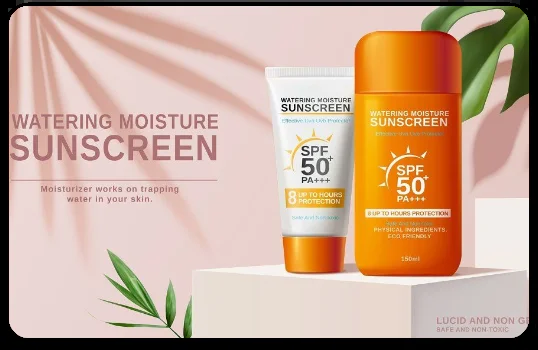 WATERING MOISTURE
SUNSCREEN
Moisturizer works on trapping
water in your skin.
WATERING MOISTURE
SUNSCREEN
SPF
50+
PA+++
8 UP TO HOURS
PROTECTION
WATERING MOISTURE
SUNSCREEN
SPF
50+
PA+++
8 UP TO HOURS PROTECTION
PHYSICAL INGREDIENTS,
ECO FRIENDLY
150ml
LUCID AND NON
SAFE AND NON TOXIC